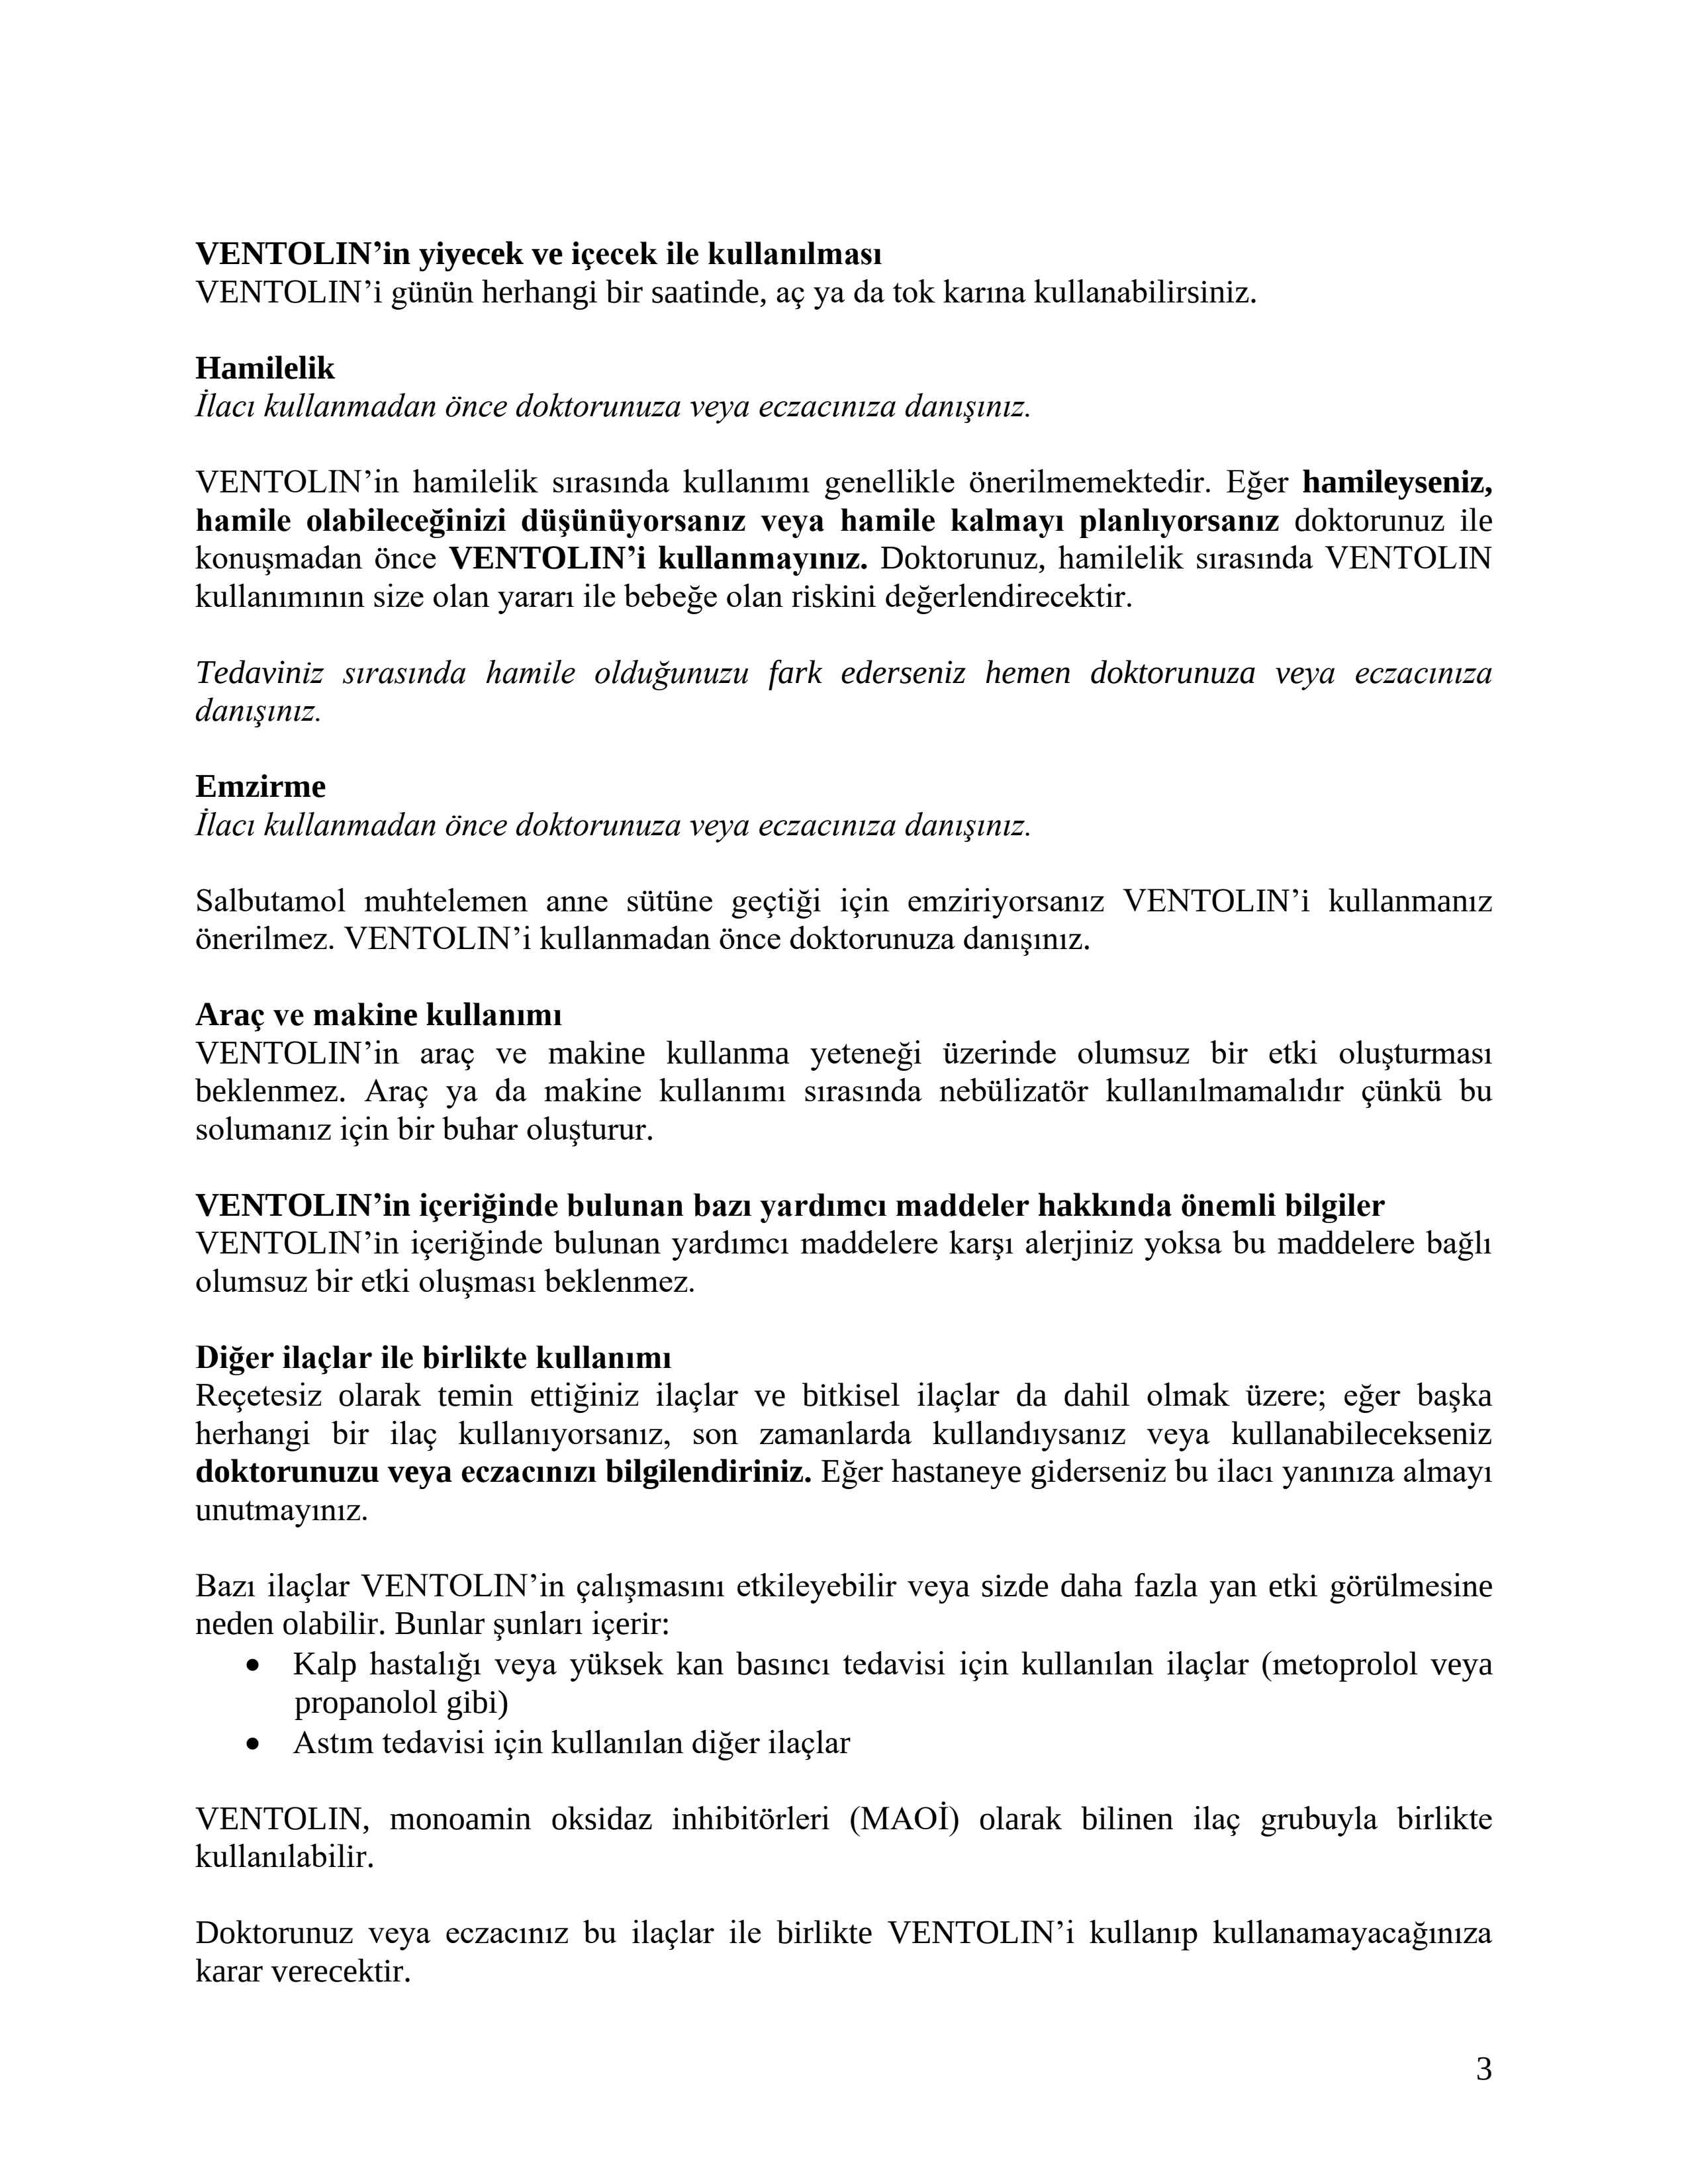 VENTOLIN’in yiyecek ve içecek ile kullanılması
VENTOLIN’i günün herhangi bir saatinde, aç ya da tok karına kullanabilirsiniz.
Hamilelik
İlacı kullanmadan önce doktorunuza veya eczacınıza danışınız.
VENTOLIN’in hamilelik sırasında kullanımı genellikle önerilmemektedir. Eğer hamileyseniz,
hamile olabileceğinizi düşünüyorsanız veya hamile kalmayı planlıyorsanız doktorunuz ile
konuşmadan önce VENTOLIN’i kullanmayınız. Doktorunuz, hamilelik sırasında VENTOLIN
kullanımının size olan yararı ile bebeğe olan riskini değerlendirecektir.
Tedaviniz sırasında hamile olduğunuzu fark ederseniz hemen doktorunuza veya eczacınıza
danışınız.
Emzirme
İlacı kullanmadan önce doktorunuza veya eczacınıza danışınız.
Salbutamol muhtelemen anne sütüne geçtiği için emziriyorsanız VENTOLIN’i kullanmanız
önerilmez. VENTOLIN’i kullanmadan önce doktorunuza danışınız.
Araç ve makine kullanımı
VENTOLIN’in araç ve makine kullanma yeteneği üzerinde olumsuz bir etki oluşturması
beklenmez. Araç ya da makine kullanımı sırasında nebülizatör kullanılmamalıdır çünkü bu
solumanız için bir buhar oluşturur.
VENTOLIN’in içeriğinde bulunan bazı yardımcı maddeler hakkında önemli bilgiler
VENTOLIN’in içeriğinde bulunan yardımcı maddelere karşı alerjiniz yoksa bu maddelere bağlı
olumsuz bir etki oluşması beklenmez.
Diğer ilaçlar ile birlikte kullanımı
Reçetesiz olarak temin ettiğiniz ilaçlar ve bitkisel ilaçlar da dahil olmak üzere; eğer başka
herhangi bir ilaç kullanıyorsanız, son zamanlarda kullandıysanız veya kullanabilecekseniz
doktorunuzu veya eczacınızı bilgilendiriniz. Eğer hastaneye giderseniz bu ilacı yanınıza almayı
unutmayınız.
Bazı ilaçlar VENTOLIN’in çalışmasını etkileyebilir veya sizde daha fazla yan etki görülmesine
neden olabilir. Bunlar şunları içerir:
• Kalp hastalığı veya yüksek kan basıncı tedavisi için kullanılan ilaçlar (metoprolol veya
propanolol gibi)
• Astım tedavisi için kullanılan diğer ilaçlar
VENTOLIN, monoamin oksidaz inhibitörleri (MAOİ) olarak bilinen ilaç grubuyla birlikte
kullanılabilir.
Doktorunuz veya eczacınız bu ilaçlar ile birlikte VENTOLIN’i kullanıp kullanamayacağınıza
karar verecektir.
3